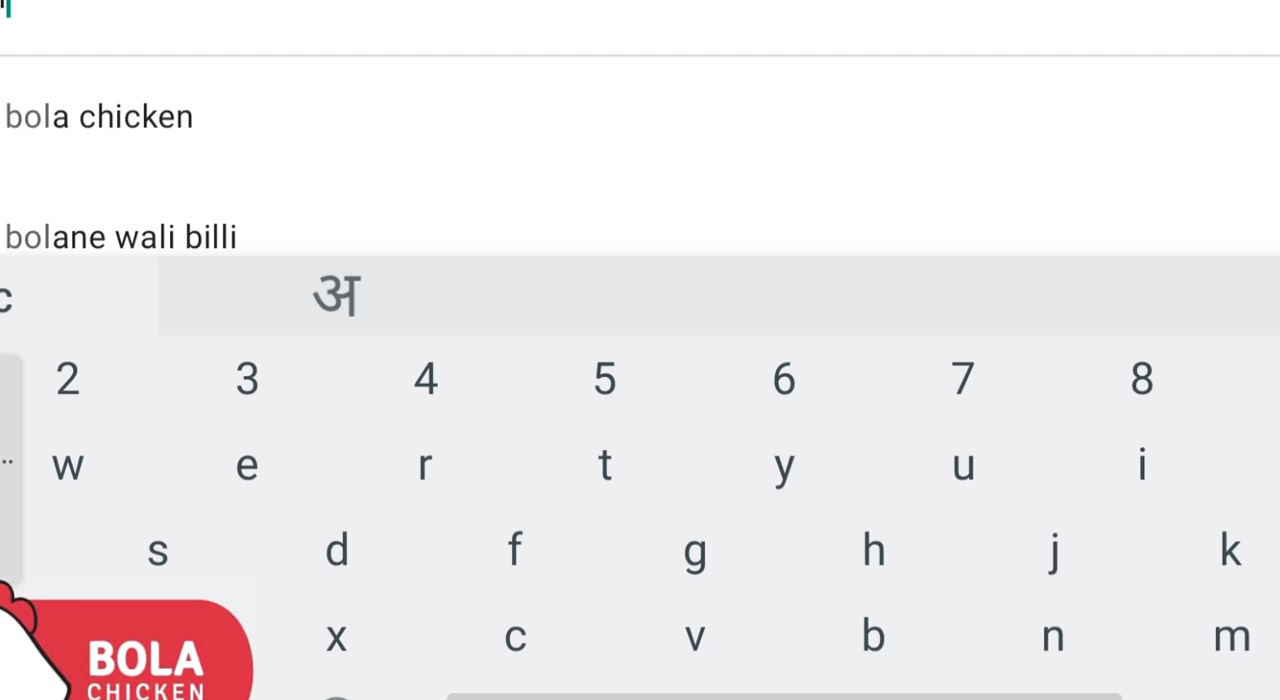 bola chicken
bolane wali billi
c अ
2 3 4 5 6 7 8
w e r t y u i
s d f g h j k
x c v b n m
BOLA
CHICKEN